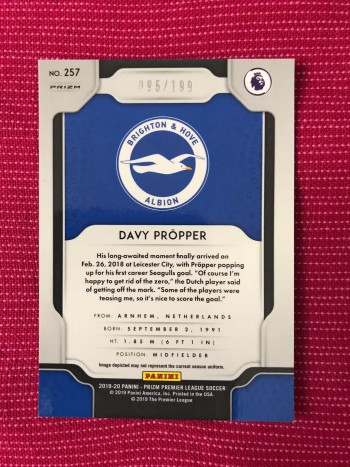 NO. 257
PRIZM
095/199
BRIGHTON & HOVE
ALBION
DAVY PRÖPPER
His long-awaited moment finally arrived on
Feb. 26, 2018 at Leicester City, with Pröpper popping
up for his first career Seagulls goal. "Of course I'm
happy to get rid of the zero," the Dutch player said
of getting off the mark. "Some of the players were
teasing me, so it's nice to score the goal."
FROM: ARNHEM, NETHERLANDS
BORN: SEPTEMBER 2, 1991
HT: 1.85 M (6 FT 1 IN)
POSITION: MIDFIELDER
Image depicted may not represent the current season uniform.
PANINI
2019-20 PANINI - PRIZM PREMIER LEAGUE SOCCER
© 2019 Panini America, Inc. Printed in the USA.
© 2019 The Premier League